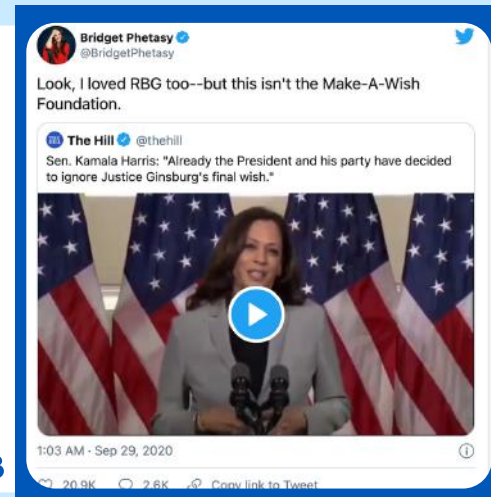 Bridget Phetasy
@BridgetPhetasy
Look, I loved RBG too--but this isn't the Make-A-Wish
Foundation.
The Hill @thehill
Sen. Kamala Harris: "Already the President and his party have decided
to ignore Justice Ginsburg's final wish."
1:03 AM · Sep 29, 2020
20.9K 2.6K Copy link to Tweet